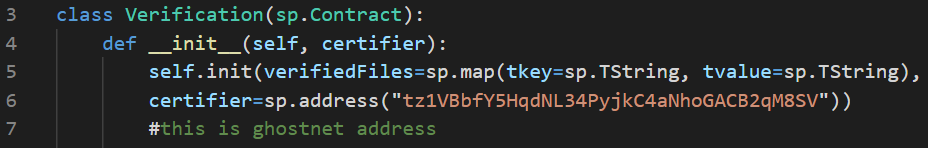 3 class Verification(sp.Contract):
4 def __init__(self, certifier):
5 self.init(verifiedFiles=sp.map(tkey=sp.TString, tvalue=sp.TString),
6 certifier=sp.address("tz1VBbfY5HqdNL34PyjkC4aNhoGACB2qM8SV"))
7 #this is ghostnet address